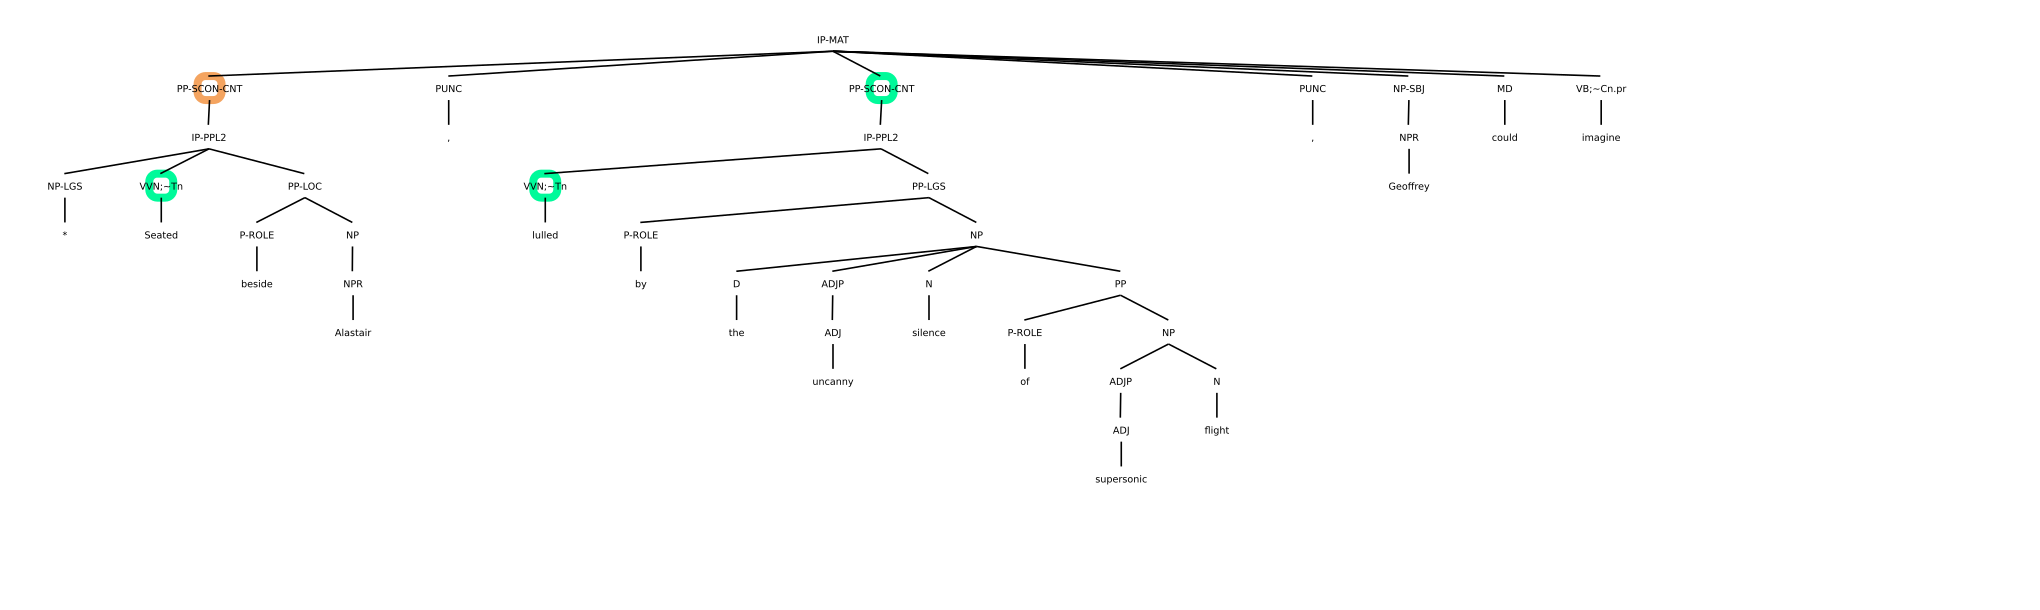 IP-MAT
PP-SCON-CNT PUNC PP-SCON-CNT PUNC NP-SBJ MD VB;~Cn.pr
IP-PPL2 , IP-PPL2 , NPR could imagine
NP-LGS VVN;~Tn PP-LOC VVN;~Tn PP-LGS Geoffrey
* Seated P-ROLE NP lulled P-ROLE NP
beside NPR by D ADJP N PP
Alastair the ADJ silence P-ROLE NP
uncanny of ADJP N
ADJ flight
supersonic